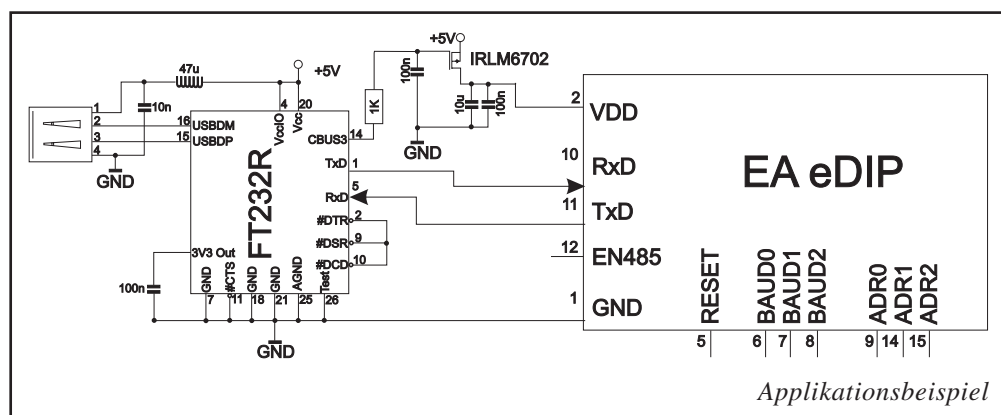 +5V
IRLM6702
47u
+5V
100n
1K
10u
100n
1
10n
2
3
4
GND
16 USBDM
15 USBDP
4
VccIO
20
Vcc
CBUS3 14
TxD 1
RxD 5
#DTR 2
#DSR 9
#DCD 10
FT232R
GND
3V3 Out
100n
GND
7
#CTS
11
GND
18
GND
21
AGND
25
Test
26
GND
2 VDD
10 RxD
11 TxD
12 EN485
1 GND
EA eDIP
RESET
5
BAUD0
6
BAUD1
7
BAUD2
8
ADR0
9
ADR1
14
ADR2
15
Applikationsbeispiel